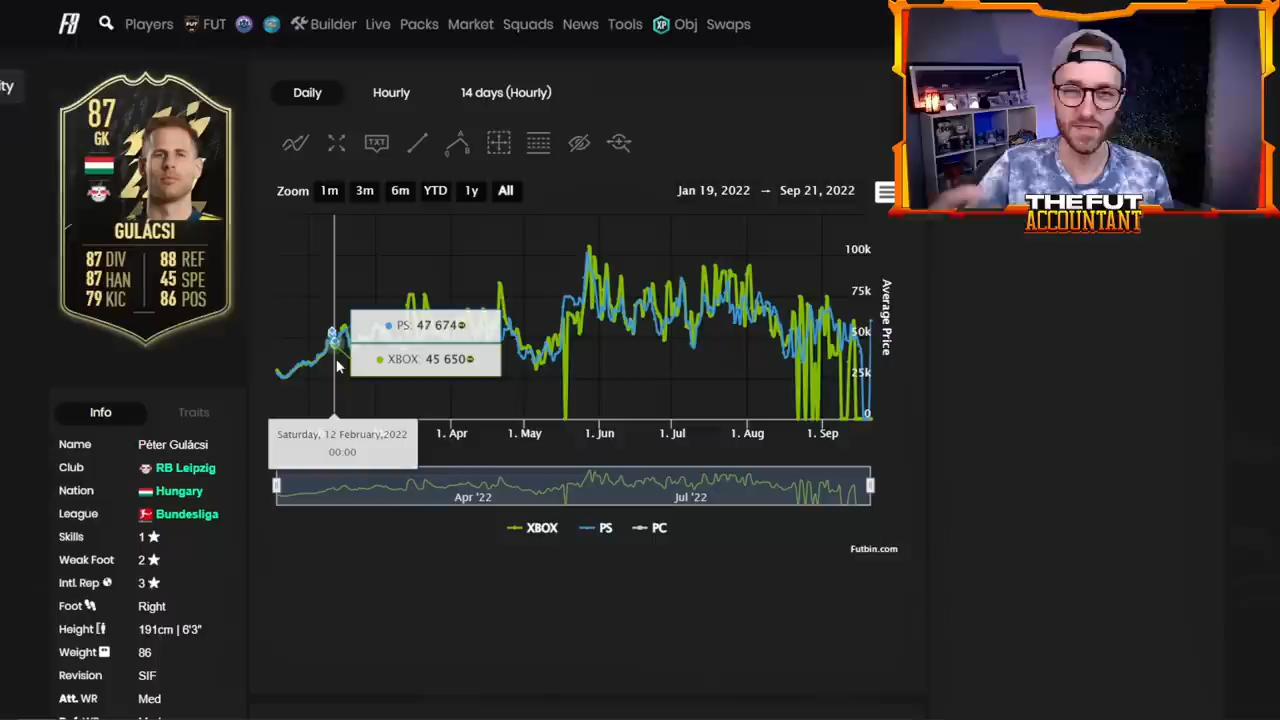 F8 Players FUT Builder Live Packs Market Squads News Tools XP Obj Swaps
ity
87
GK
GULÁCSI
87 DIV 88 REF
87 HAN 45 SPE
79 KIC 86 POS
Daily Hourly 14 days (Hourly)
TXT
Zoom 1m 3m 6m YTD 1y All Jan 19, 2022 → Sep 21, 2022
THE FUT
ACCOUNTANT
100k
75k
50k
25k
0
Average Price
PS: 47 674
XBOX: 45 650
Saturday, 12 February, 2022
00:00
1. Apr 1. May 1. Jun 1. Jul 1. Aug 1. Sep
Apr '22 Jul '22
XBOX PS PC
Futbin.com
Info Traits
Name Péter Gulácsi
Club RB Leipzig
Nation Hungary
League Bundesliga
Skills 1
Weak Foot 2
Intl. Rep 3
Foot Right
Height 191cm | 6'3"
Weight 86
Revision SIF
Att. WR Med